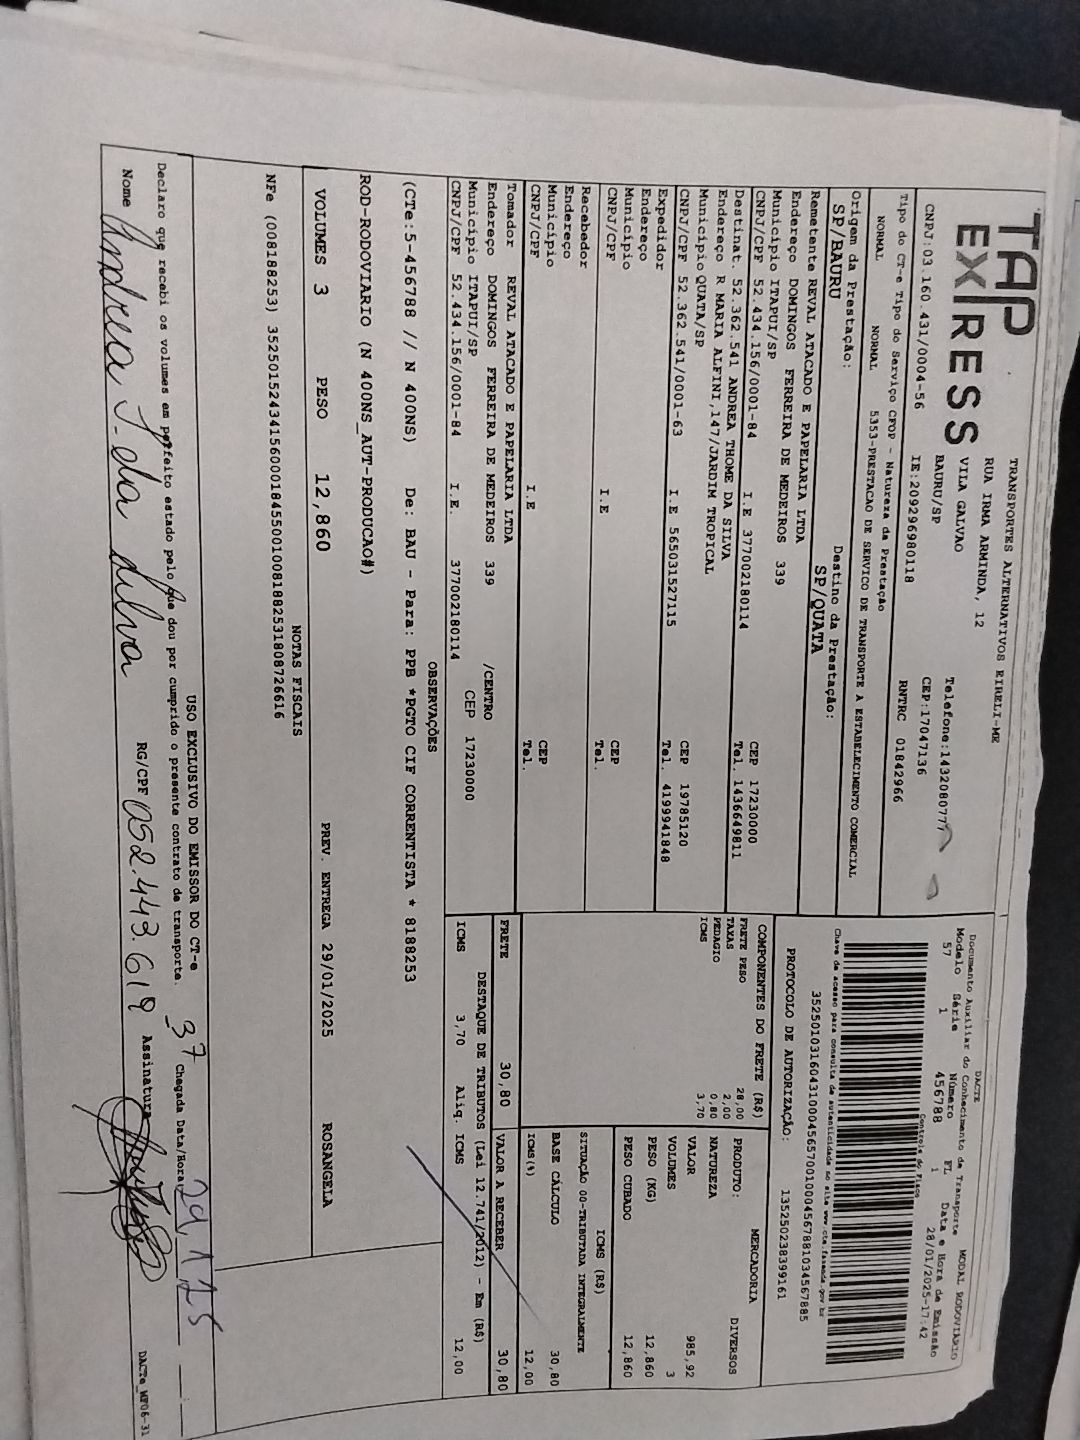 TAP
EXPRESS
TRANSPORTES ALTERNATIVOS EIRELI-ME
RUA IRMA ARMINDA, 12
VILA GALVAO
BAURU/SP
Telefone:1432080777
CEP:17047136
CNPJ:03.160.431/0004-56 IE:209296980118 RNTRC 01842966
Tipo do CT-e Tipo do Serviço CFOP - Natureza da Prestação
NORMAL NORMAL 5353-PRESTACAO DE SERVICO DE TRANSPORTE A ESTABELECIMENTO COMERCIAL
Origem da Prestação: Destino da Prestação:
SP/BAURU SP/QUATA
Remetente REVAL ATACADO E PAPELARIA LTDA
Endereço DOMINGOS FERREIRA DE MEDEIROS 339
Município ITAPUI/SP CEP 17230000
CNPJ/CPF 52.434.156/0001-84 I.E 377002180114 Tel. 1436649811
Destinat. 52.362.541 ANDREA THOME DA SILVA
Endereço R MARIA ALFINI,147/JARDIM TROPICAL
Município QUATA/SP CEP 19785120
CNPJ/CPF 52.362.541/0001-63 I.E 565031527115 Tel. 4199941848
Expedidor
Endereço
Município CEP
CNPJ/CPF I.E Tel.
Recebedor
Endereço
Município CEP
CNPJ/CPF I.E Tel.
Tomador REVAL ATACADO E PAPELARIA LTDA
Endereço DOMINGOS FERREIRA DE MEDEIROS 339 /CENTRO
Município ITAPUI/SP CEP 17230000
CNPJ/CPF 52.434.156/0001-84 I.E. 377002180114
DACTE
Documento Auxiliar do Conhecimento de Transporte MODAL RODOVIÁRIO
Modelo Série Número FL Data e Hora de Emissão
57 1 456788 1 28/01/2025-17:42
Controle do Fisco
Chave de acesso para consulta de autenticidade no site www.cte.fazenda.gov.br
PROTOCOLO DE AUTORIZAÇÃO: 135250238399161
COMPONENTES DO FRETE (R$)
FRETE PESO 28,00
TAXAS 2,00
PEDAGIO 0,80
ICMS 3,70
MERCADORIA
PRODUTO: DIVERSOS
NATUREZA
VALOR 985,92
VOLUMES 3
PESO (KG) 12,860
PESO CUBADO 12,860
ICMS (R$)
SITUAÇÃO 00-TRIBUTADA INTEGRALMENTE
BASE CÁLCULO 30,80
ICMS(%) 12,00
FRETE 30,80 VALOR A RECEBER 30,80
DESTAQUE DE TRIBUTOS (Lei 12.741/2012) - Em (R$)
ICMS 3,70 Aliq. ICMS 12,00
OBSERVAÇÕES
(CTe:5-456788 // N 400NS) De: BAU - Para: PPB *PGTO CIF CORRENTISTA * 8188253
ROD-RODOVIARIO (N 400NS_AUT-PRODUCAO#)
VOLUMES 3 PESO 12,860 PREV. ENTREGA 29/01/2025 ROSANGELA
NOTAS FISCAIS
NFe (008188253)
USO EXCLUSIVO DO EMISSOR DO CT-e
Declaro que recebi os volumes em perfeito estado pelo que dou por cumprido o presente contrato de transporte. 37 Chegada Data/Hora 29, 1 25
Nome Andrea T. da Silva RG/CPF 052.443.619 Assinatura
DACTe_MF06-31